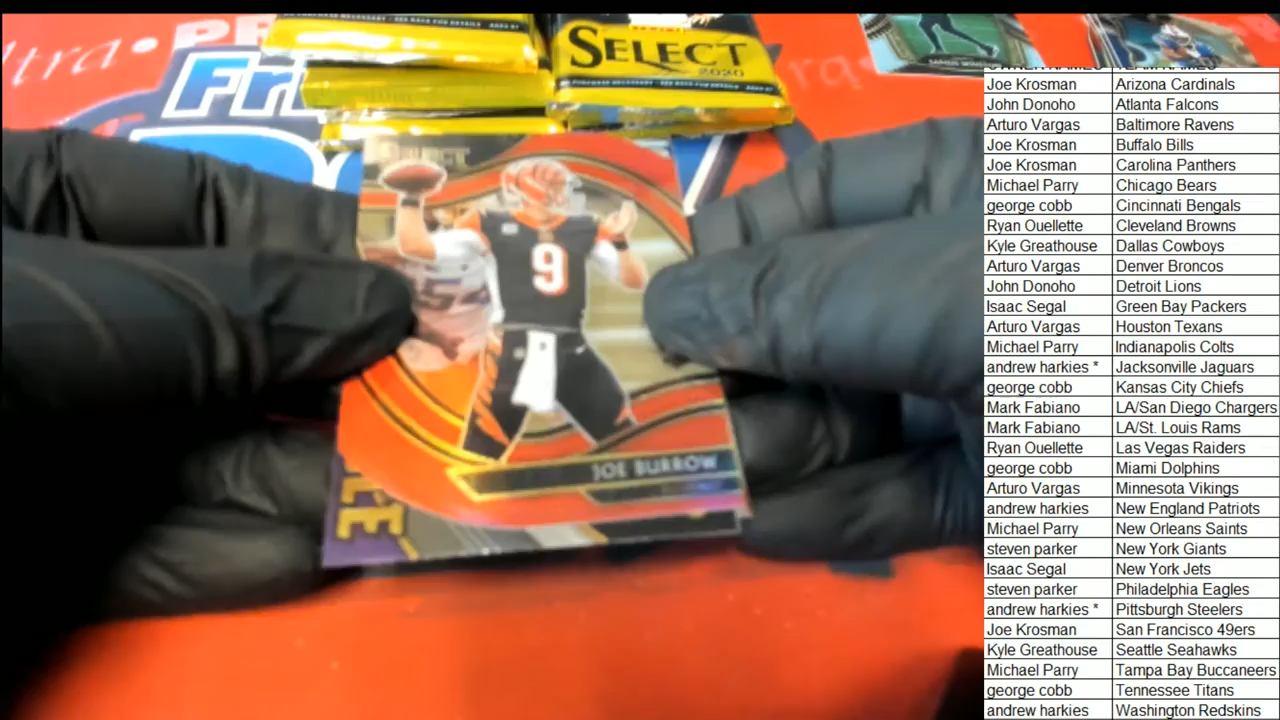 SELECT
2020
Fri
9
54
JOE BURROW
Joe Krosman Arizona Cardinals
John Donoho Atlanta Falcons
Arturo Vargas Baltimore Ravens
Joe Krosman Buffalo Bills
Joe Krosman Carolina Panthers
Michael Parry Chicago Bears
george cobb Cincinnati Bengals
Ryan Ouellette Cleveland Browns
Kyle Greathouse Dallas Cowboys
Arturo Vargas Denver Broncos
John Donoho Detroit Lions
Isaac Segal Green Bay Packers
Arturo Vargas Houston Texans
Michael Parry Indianapolis Colts
andrew harkies * Jacksonville Jaguars
george cobb Kansas City Chiefs
Mark Fabiano LA/San Diego Chargers
Mark Fabiano LA/St. Louis Rams
Ryan Ouellette Las Vegas Raiders
george cobb Miami Dolphins
Arturo Vargas Minnesota Vikings
andrew harkies New England Patriots
Michael Parry New Orleans Saints
steven parker New York Giants
Isaac Segal New York Jets
steven parker Philadelphia Eagles
andrew harkies * Pittsburgh Steelers
Joe Krosman San Francisco 49ers
Kyle Greathouse Seattle Seahawks
Michael Parry Tampa Bay Buccaneers
george cobb Tennessee Titans
andrew harkies Washington Redskins